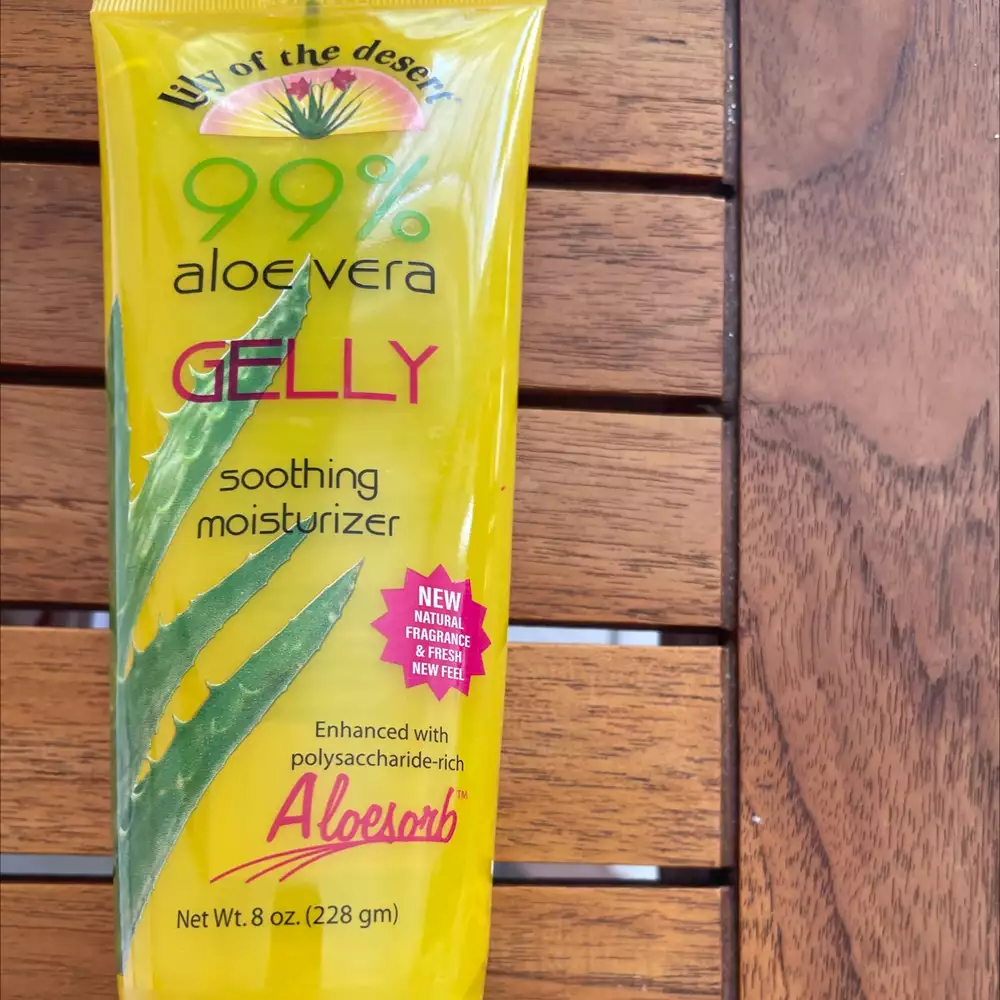 lily of the desert
99%
aloe vera
GELLY
soothing
moisturizer
NEW
NATURAL
FRAGRANCE
& FRESH
NEW FEEL
Enhanced with
polysaccharide-rich
Aloesorb™
Net Wt. 8 oz. (228 gm)